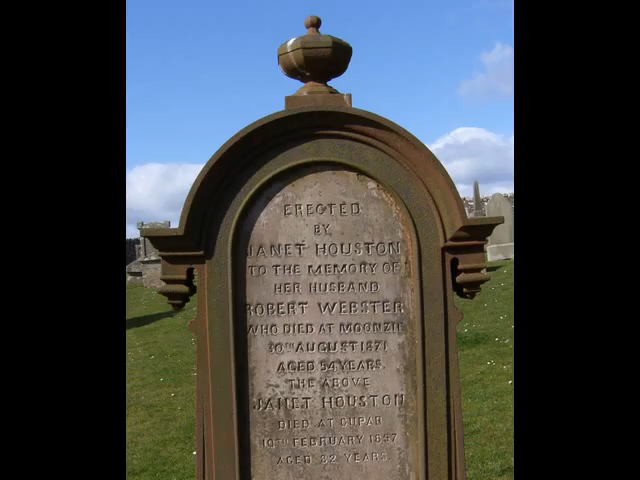 ERECTED
BY
JANET HOUSTON
TO THE MEMORY OF
HER HUSBAND
ROBERT WEBSTER
WHO DIED AT MOONZIE
30TH AUGUST 1871
AGED 54 YEARS.
THE ABOVE
JANET HOUSTON
DIED AT CUPAR
10TH FEBRUARY 1897
AGED 82 YEARS.